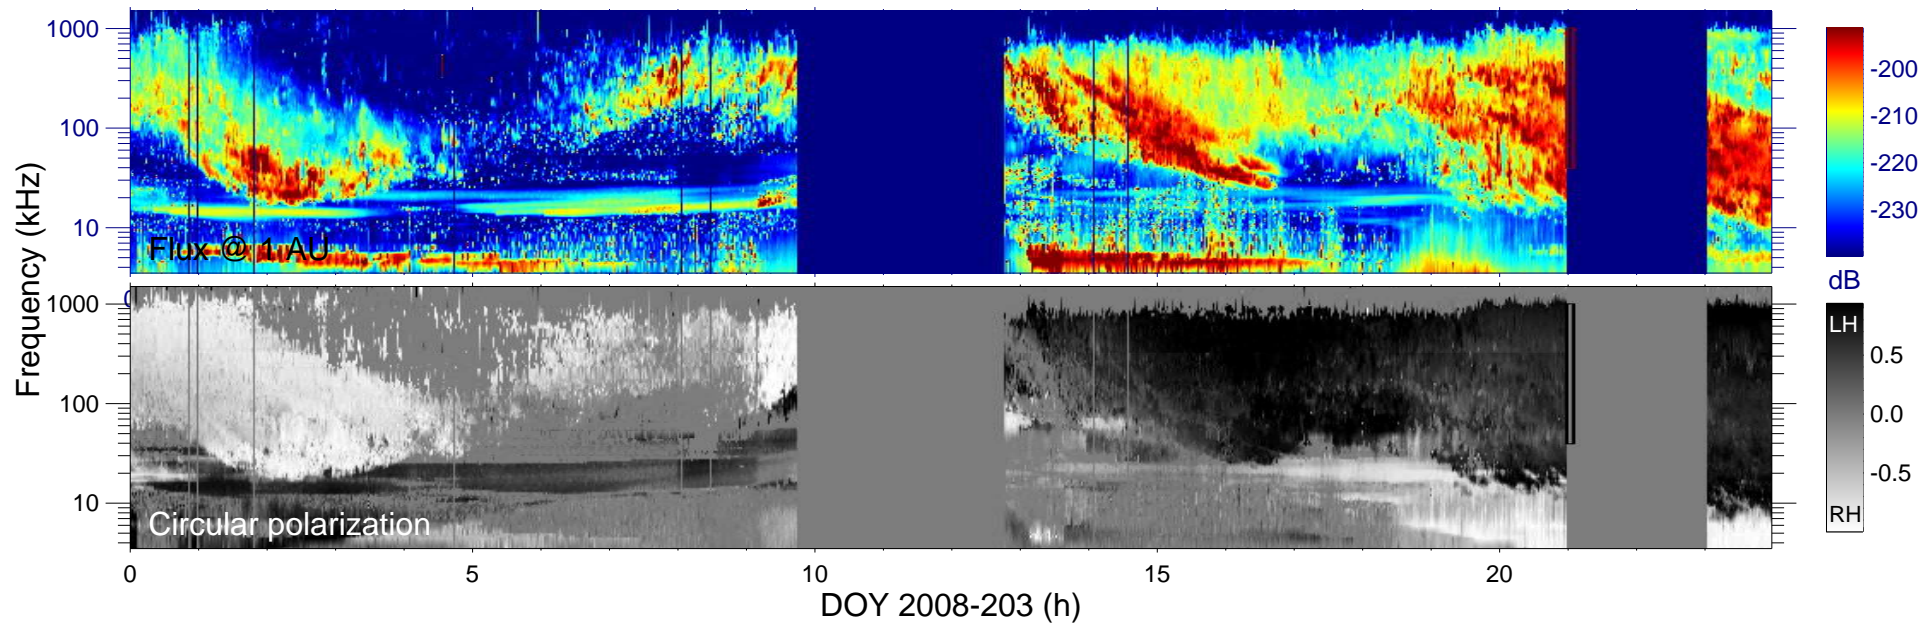 1000
100
10
Flux @ 1 AU
-200
-210
-220
-230
dB
Frequency (kHz)
0
1000
100
10
Circular polarization
LH
0.5
0.0
-0.5
RH
0
5
10
15
20
DOY 2008-203 (h)